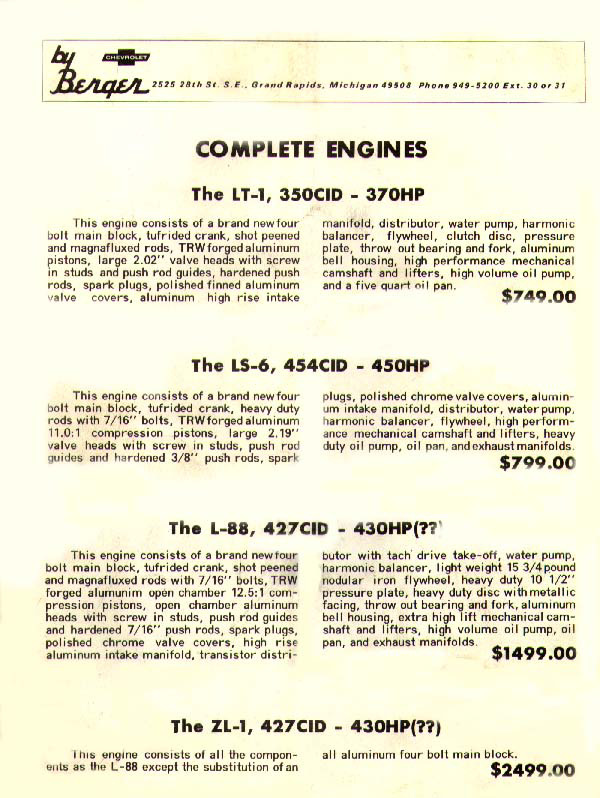 by
CHEVROLET
Berger
2525 28th St. S.E., Grand Rapids, Michigan 49508 Phone 949-5200 Ext. 30 or 31
COMPLETE ENGINES
The LT-1, 350CID - 370HP
This engine consists of a brand new four
bolt main block, tufrided crank, shot peened
and magnafluxed rods, TRW forged aluminum
pistons, large 2.02" valve heads with screw
in studs and push rod guides, hardened push
rods, spark plugs, polished finned aluminum
valve covers, aluminum high rise intake
manifold, distributor, water pump, harmonic
balancer, flywheel, clutch disc, pressure
plate, throw out bearing and fork, aluminum
bell housing, high performance mechanical
camshaft and lifters, high volume oil pump,
and a five quart oil pan.
$749.00
The LS-6, 454CID - 450HP
This engine consists of a brand new four
bolt main block, tufrided crank, heavy duty
rods with 7/16" bolts, TRW forged aluminum
11.0:1 compression pistons, large 2.19"
valve heads with screw in studs, push rod
guides and hardened 3/8" push rods, spark
plugs, polished chrome valve covers, alumin-
um intake manifold, distributor, water pump,
harmonic balancer, flywheel, high perform-
ance mechanical camshaft and lifters, heavy
duty oil pump, oil pan, and exhaust manifolds.
$799.00
The L-88, 427CID - 430HP(??)
This engine consists of a brand new four
bolt main block, tufrided crank, shot peened
and magnafluxed rods with 7/16" bolts, TRW
forged alumunim open chamber 12.5:1 com-
pression pistons, open chamber aluminum
heads with screw in studs, push rod guides
and hardened 7/16" push rods, spark plugs,
polished chrome valve covers, high rise
aluminum intake manifold, transistor distri-
butor with tach drive take-off, water pump,
harmonic balancer, light weight 15 3/4 pound
nodular iron flywheel, heavy duty 10 1/2"
pressure plate, heavy duty disc with metallic
facing, throw out bearing and fork, aluminum
bell housing, extra high lift mechanical cam-
shaft and lifters, high volume oil pump, oil
pan, and exhaust manifolds.
$1499.00
The ZL-1, 427CID - 430HP(??)
This engine consists of all the compon-
ents as the L-88 except the substitution of an
all aluminum four bolt main block.
$2499.00